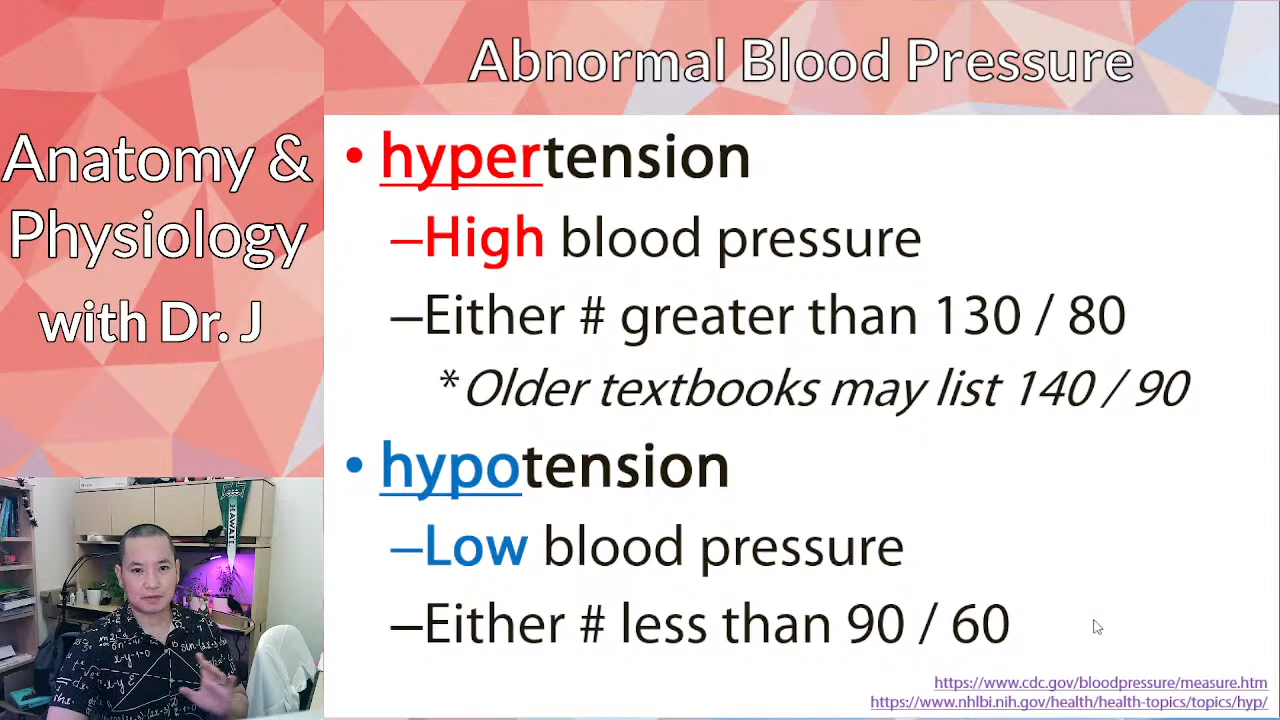 Anatomy &
Physiology
with Dr. J
Abnormal Blood Pressure
• hypertension
–High blood pressure
–Either # greater than 130 / 80
*Older textbooks may list 140 / 90
• hypotension
–Low blood pressure
–Either # less than 90 / 60
https://www.cdc.gov/bloodpressure/measure.htm
https://www.nhlbi.nih.gov/health/health-topics/topics/hyp/
HAWAII